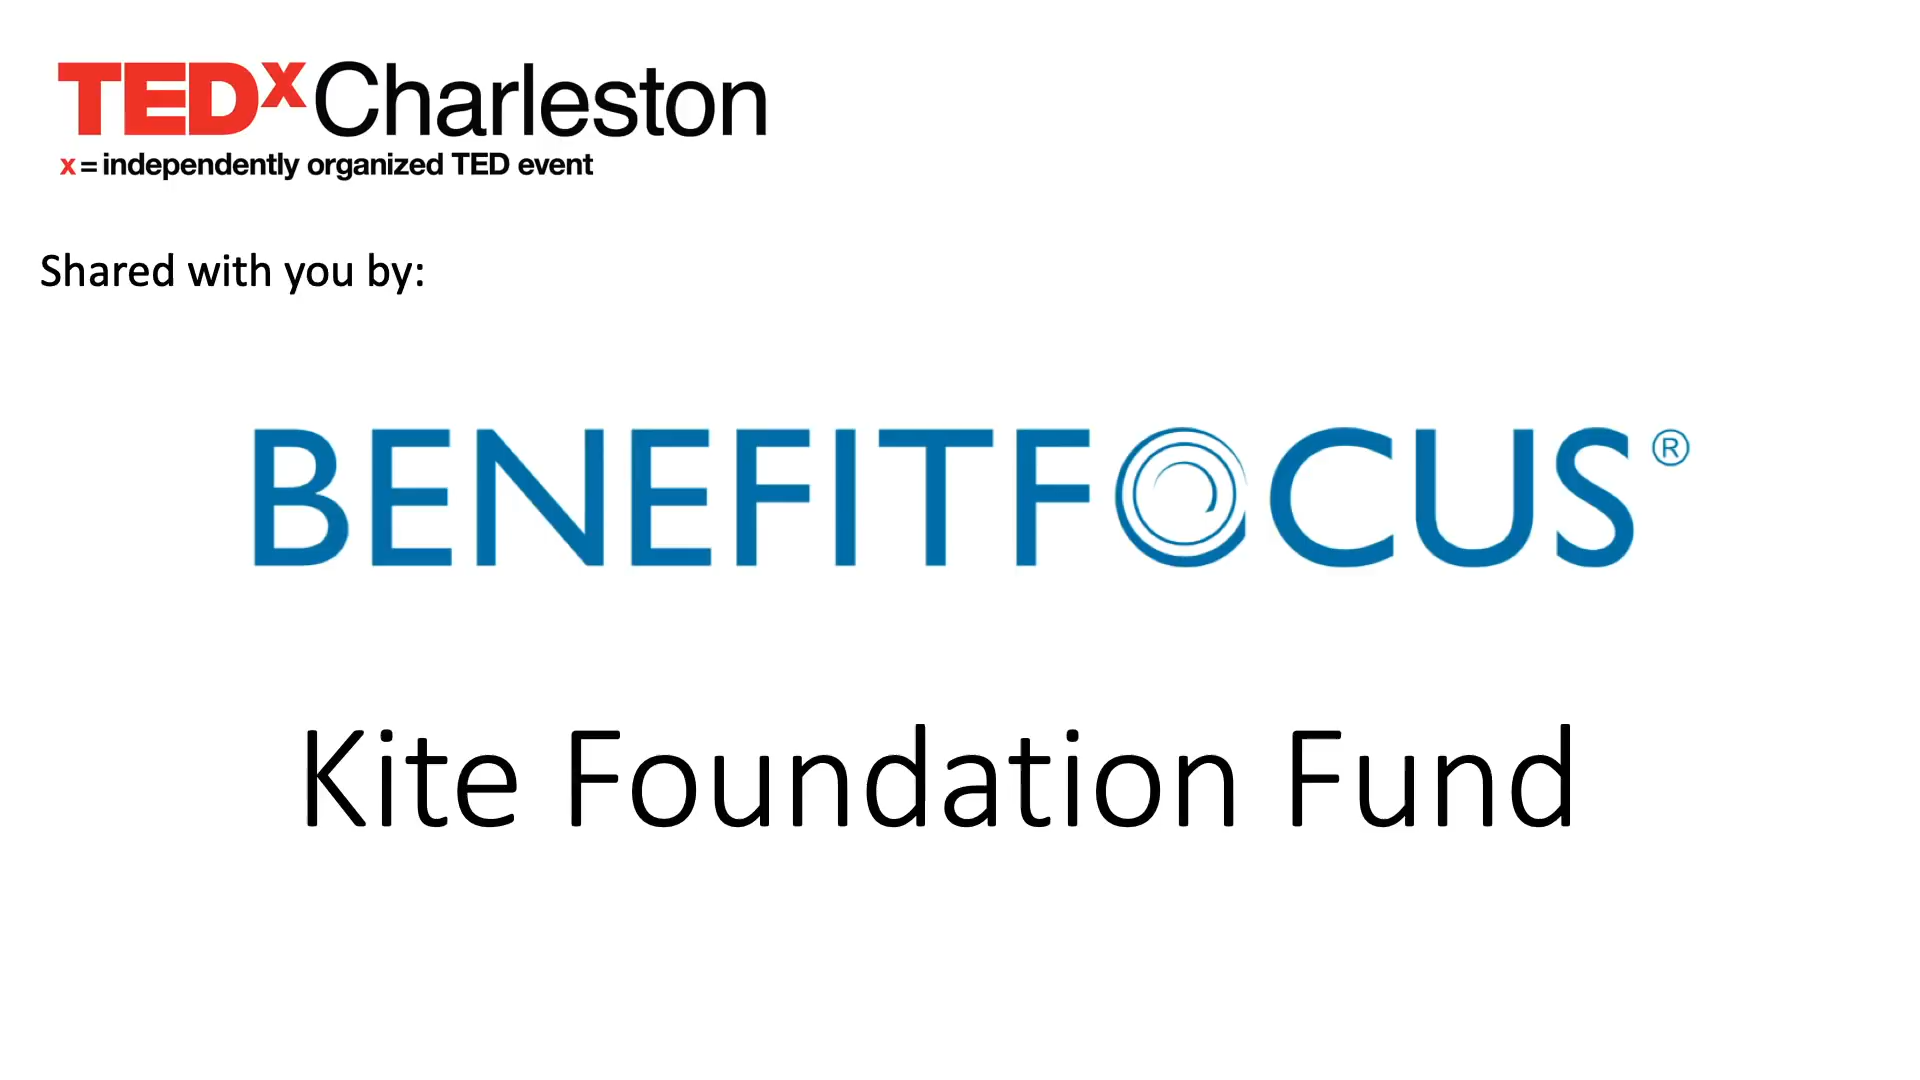 TEDxCharleston
x = independently organized TED event
Shared with you by:
BENEFITFOCUS®
Kite Foundation Fund